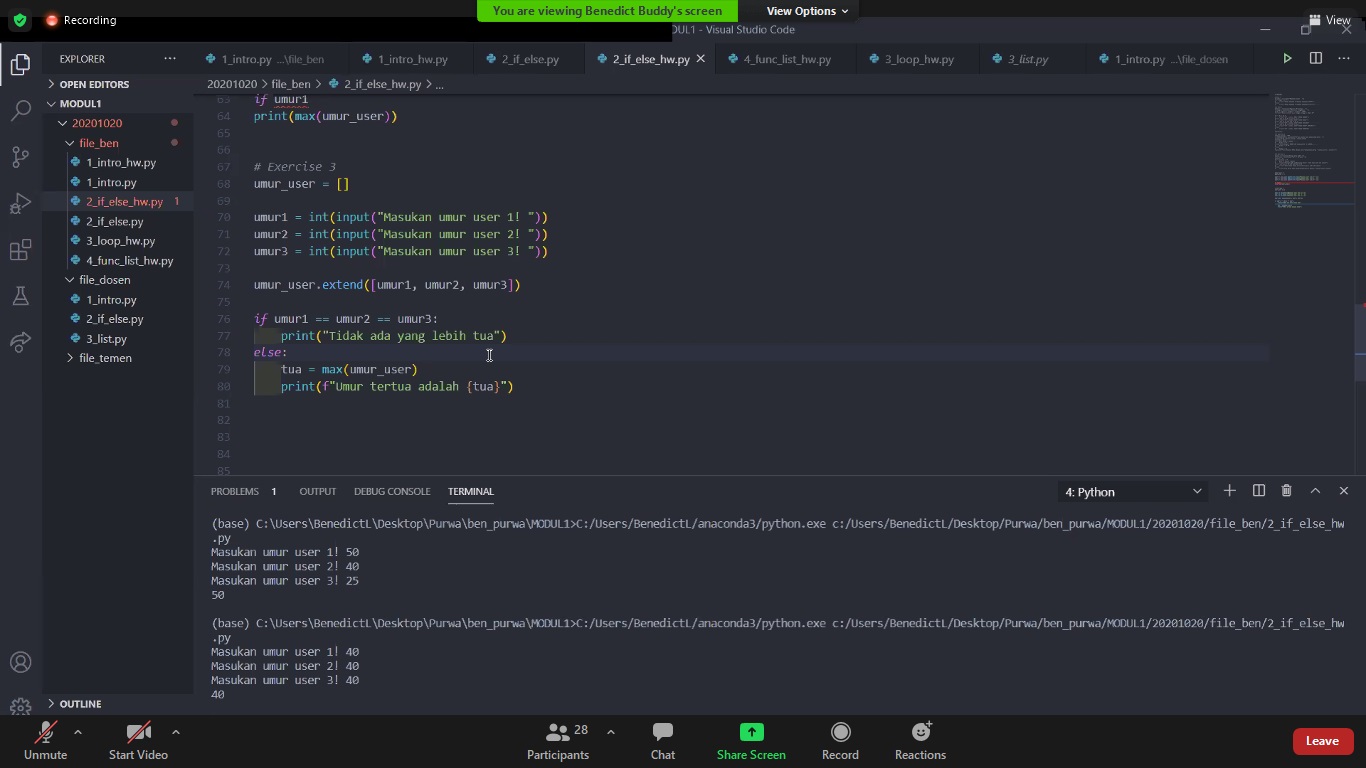 You are viewing Benedict Buddy's screen
View Options
Recording
View
DUL1 - Visual Studio Code
EXPLORER
1_intro.py ...\file_ben
1_intro_hw.py
2_if_else.py
2_if_else_hw.py
4_func_list_hw.py
3_loop_hw.py
3_list.py
1_intro.py ...\file_dosen
OPEN EDITORS
20201020 > file_ben > 2_if_else_hw.py > ...
MODUL1
20201020
file_ben
1_intro_hw.py
1_intro.py
2_if_else_hw.py 1
2_if_else.py
3_loop_hw.py
4_func_list_hw.py
file_dosen
1_intro.py
2_if_else.py
3_list.py
file_temen
OUTLINE
63 if umur1
64 print(max(umur_user))
65
66
67 # Exercise 3
68 umur_user = []
69
70 umur1 = int(input("Masukan umur user 1! "))
71 umur2 = int(input("Masukan umur user 2! "))
72 umur3 = int(input("Masukan umur user 3! "))
73
74 umur_user.extend([umur1, umur2, umur3])
75
76 if umur1 == umur2 == umur3:
77 print("Tidak ada yang lebih tua")
78 else:
79 tua = max(umur_user)
80 print(f"Umur tertua adalah {tua}")
81
82
83
84
85
PROBLEMS 1 OUTPUT DEBUG CONSOLE TERMINAL
4: Python
(base) C:\Users\BenedictL\Desktop\Purwa\ben_purwa\MODUL1>C:/Users/BenedictL/anaconda3/python.exe c:/Users/BenedictL/Desktop/Purwa/ben_purwa/MODUL1/20201020/file_ben/2_if_else_hw
.py
Masukan umur user 1! 50
Masukan umur user 2! 40
Masukan umur user 3! 25
50
(base) C:\Users\BenedictL\Desktop\Purwa\ben_purwa\MODUL1>C:/Users/BenedictL/anaconda3/python.exe c:/Users/BenedictL/Desktop/Purwa/ben_purwa/MODUL1/20201020/file_ben/2_if_else_hw
.py
Masukan umur user 1! 40
Masukan umur user 2! 40
Masukan umur user 3! 40
40
Unmute
Start Video
28
Participants
Chat
Share Screen
Record
Reactions
Leave